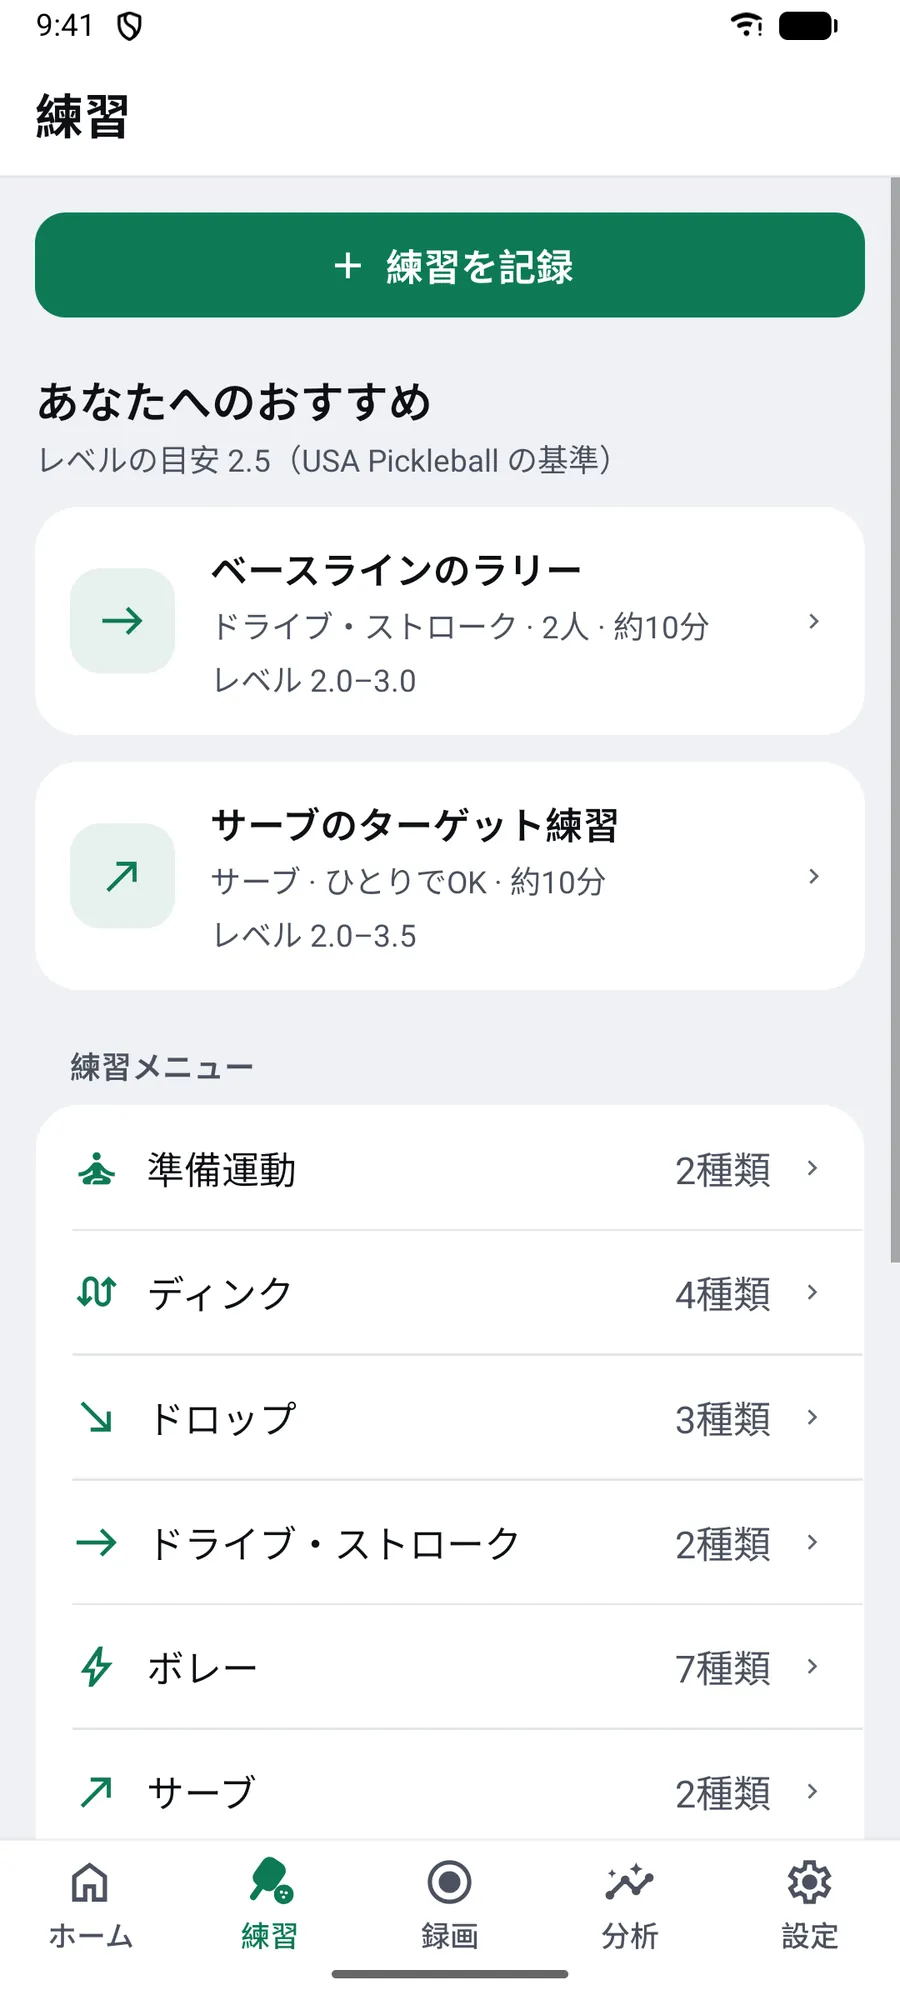 9:41
練習
+ 練習を記録
あなたへのおすすめ
レベルの目安 2.5（USA Pickleball の基準）
ベースラインのラリー
ドライブ・ストローク · 2人 · 約10分
レベル 2.0–3.0
サーブのターゲット練習
サーブ · ひとりでOK · 約10分
レベル 2.0–3.5
練習メニュー
準備運動 2種類
ディンク 4種類
ドロップ 3種類
ドライブ・ストローク 2種類
ボレー 7種類
サーブ 2種類
ホーム 練習 録画 分析 設定